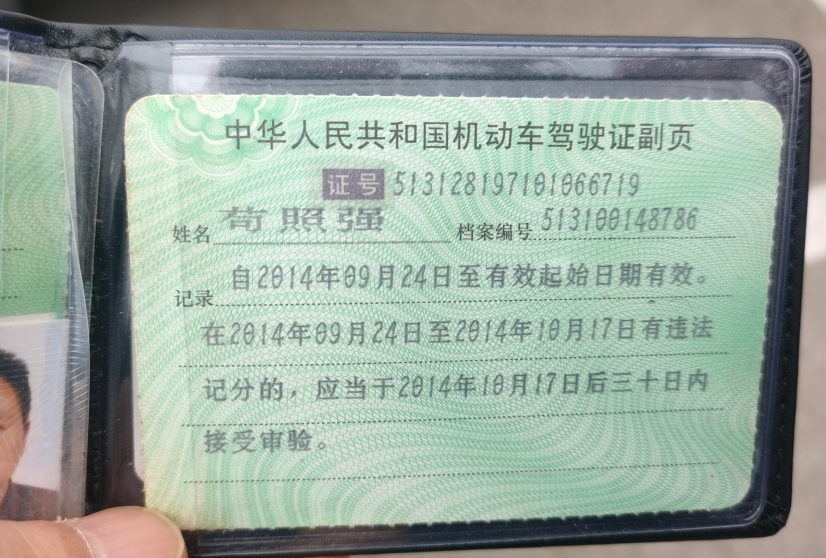 中华人民共和国机动车驾驶证副页
证号 513128197101066719
姓名 荀照强 档案编号 513100148786
记录 自2014年09月24日至有效起始日期有效。
在2014年09月24日至2014年10月17日有违法
记分的，应当于2014年10月17日后三十日内
接受审验。